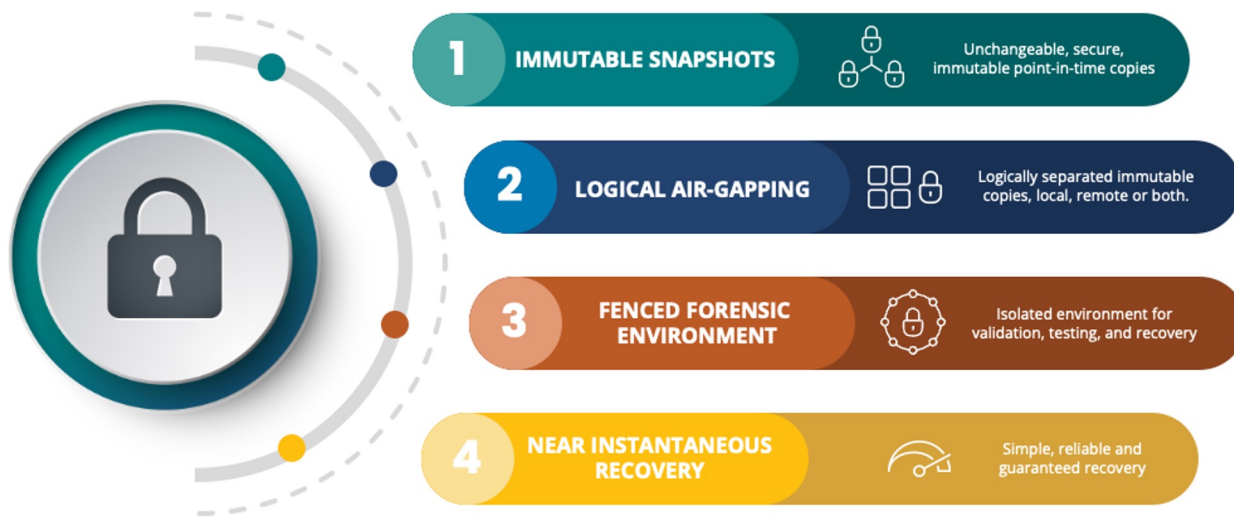 1
IMMUTABLE SNAPSHOTS
Unchangeable, secure,
immutable point-in-time copies
2
LOGICAL AIR-GAPPING
Logically separated immutable
copies, local, remote or both.
3
FENCED FORENSIC
ENVIRONMENT
Isolated environment for
validation, testing, and recovery
4
NEAR INSTANTANEOUS
RECOVERY
Simple, reliable and
guaranteed recovery